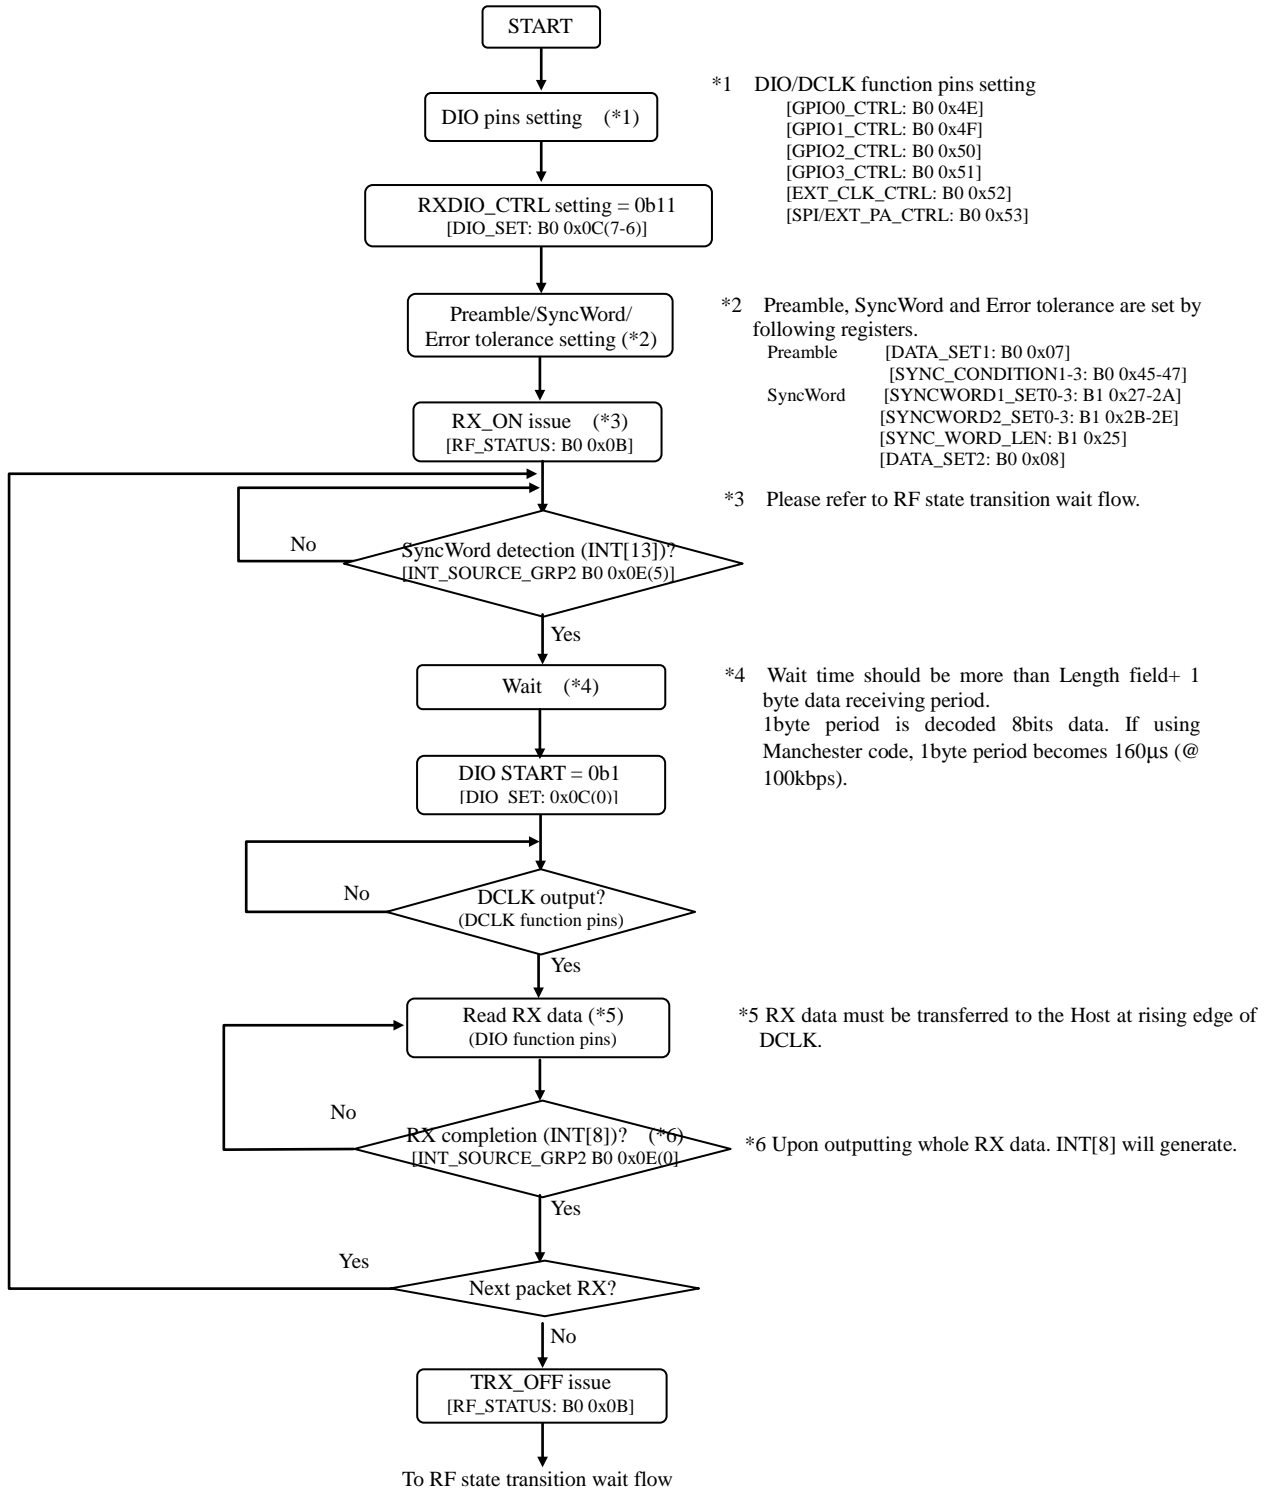 START
DIO pins setting (*1)
*1 DIO/DCLK function pins setting
[GPIO0_CTRL: B0 0x4E]
[GPIO1_CTRL: B0 0x4F]
[GPIO2_CTRL: B0 0x50]
[GPIO3_CTRL: B0 0x51]
[EXT_CLK_CTRL: B0 0x52]
[SPI/EXT_PA_CTRL: B0 0x53]
RXDIO_CTRL setting = 0b11
[DIO_SET: B0 0x0C(7-6)]
Preamble/SyncWord/
Error tolerance setting (*2)
*2 Preamble, SyncWord and Error tolerance are set by
following registers.
Preamble [DATA_SET1: B0 0x07]
[SYNC_CONDITION1-3: B0 0x45-47]
SyncWord [SYNCWORD1_SET0-3: B1 0x27-2A]
[SYNCWORD2_SET0-3: B1 0x2B-2E]
[SYNC_WORD_LEN: B1 0x25]
[DATA_SET2: B0 0x08]
RX_ON issue (*3)
[RF_STATUS: B0 0x0B]
*3 Please refer to RF state transition wait flow.
No
SyncWord detection (INT[13])?
[INT_SOURCE_GRP2 B0 0x0E(5)]
Yes
Wait (*4)
*4 Wait time should be more than Length field+ 1
byte data receiving period.
1byte period is decoded 8bits data. If using
Manchester code, 1byte period becomes 160μs (@
100kbps).
DIO START = 0b1
[DIO_SET: 0x0C(0)]
No
DCLK output?
(DCLK function pins)
Yes
Read RX data (*5)
(DIO function pins)
*5 RX data must be transferred to the Host at rising edge of
DCLK.
No
RX completion (INT[8])? (*6)
[INT_SOURCE_GRP2 B0 0x0E(0]
*6 Upon outputting whole RX data. INT[8] will generate.
Yes
Yes
Next packet RX?
No
TRX_OFF issue
[RF_STATUS: B0 0x0B]
To RF state transition wait flow